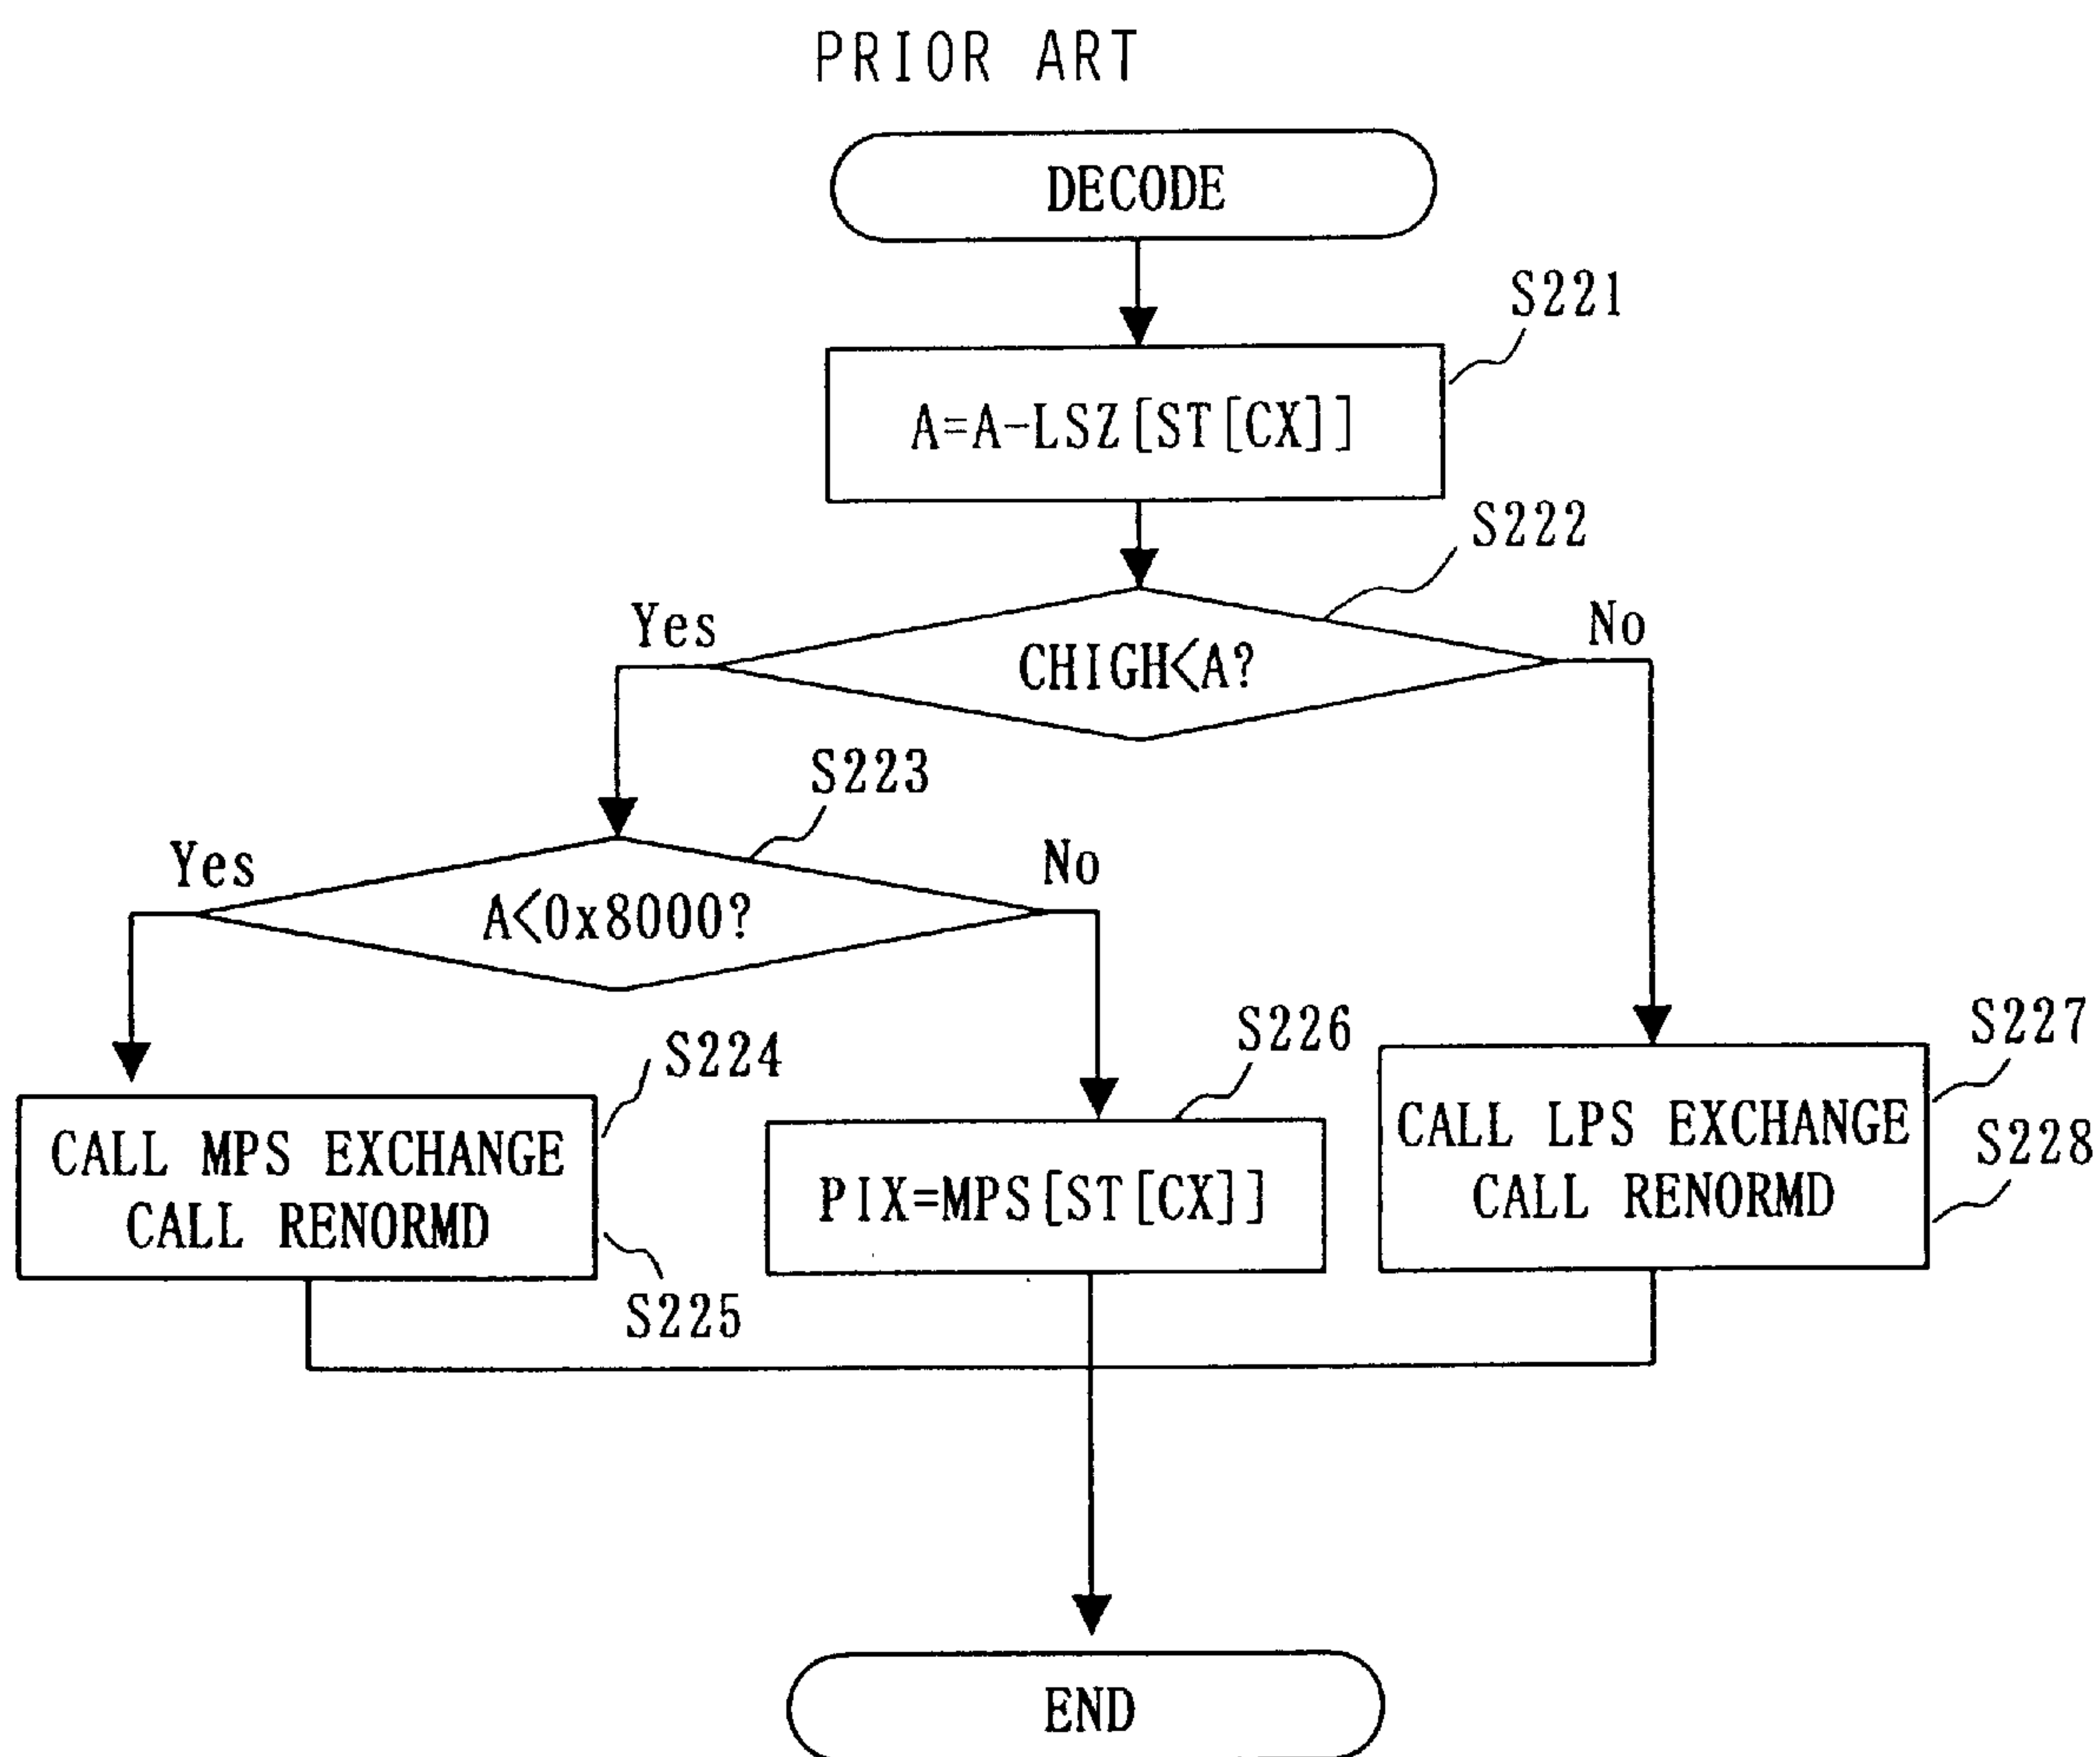 PRIOR ART
DECODE
S221
A=A-LSZ[ST[CX]]
S222
Yes
No
CHIGH<A?
S223
Yes
No
A<0x8000?
S224
S226
S227
CALL MPS EXCHANGE
CALL RENORMD
PIX=MPS[ST[CX]]
CALL LPS EXCHANGE
CALL RENORMD
S228
S225
END